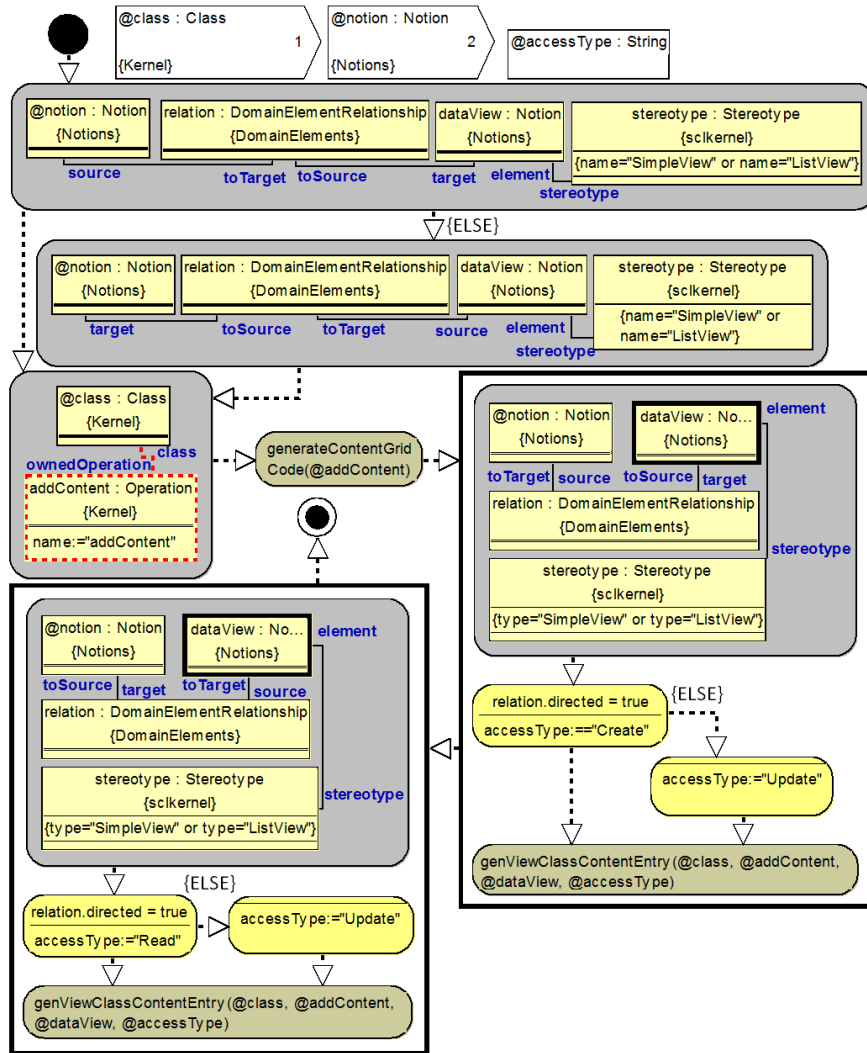 @class : Class
1
{Kernel}
@notion : Notion
2
{Notions}
@accessType : String
@notion : Notion
{Notions}
relation : DomainElementRelationship
{DomainElements}
dataView : Notion
{Notions}
stereotype : Stereotype
{sclkernel}
{name="SimpleView" or name="ListView"}
source
toTarget
toSource
target
element
stereotype
{ELSE}
@notion : Notion
{Notions}
relation : DomainElementRelationship
{DomainElements}
dataView : Notion
{Notions}
stereotype : Stereotype
{sclkernel}
{name="SimpleView" or
name="ListView"}
target
toSource
toTarget
source
element
stereotype
@class : Class
{Kernel}
class
ownedOperation
addContent : Operation
{Kernel}
name:="addContent"
generateContentGrid
Code(@addContent)
@notion : Notion
{Notions}
dataView : No...
{Notions}
element
toTarget
source
toSource
target
relation : DomainElementRelationship
{DomainElements}
stereotype
stereotype : Stereotype
{sclkernel}
{type="SimpleView" or type="ListView"}
relation.directed = true
accessType:=="Create"
{ELSE}
accessType:="Update"
genViewClassContentEntry(@class, @addContent,
@dataView, @accessType)
@notion : Notion
{Notions}
dataView : No...
{Notions}
element
toSource
target
toTarget
source
relation : DomainElementRelationship
{DomainElements}
stereotype : Stereotype
{sclkernel}
stereotype
{type="SimpleView" or type="ListView"}
{ELSE}
relation.directed = true
accessType:="Read"
accessType:="Update"
genViewClassContentEntry(@class, @addContent,
@dataView, @accessType)